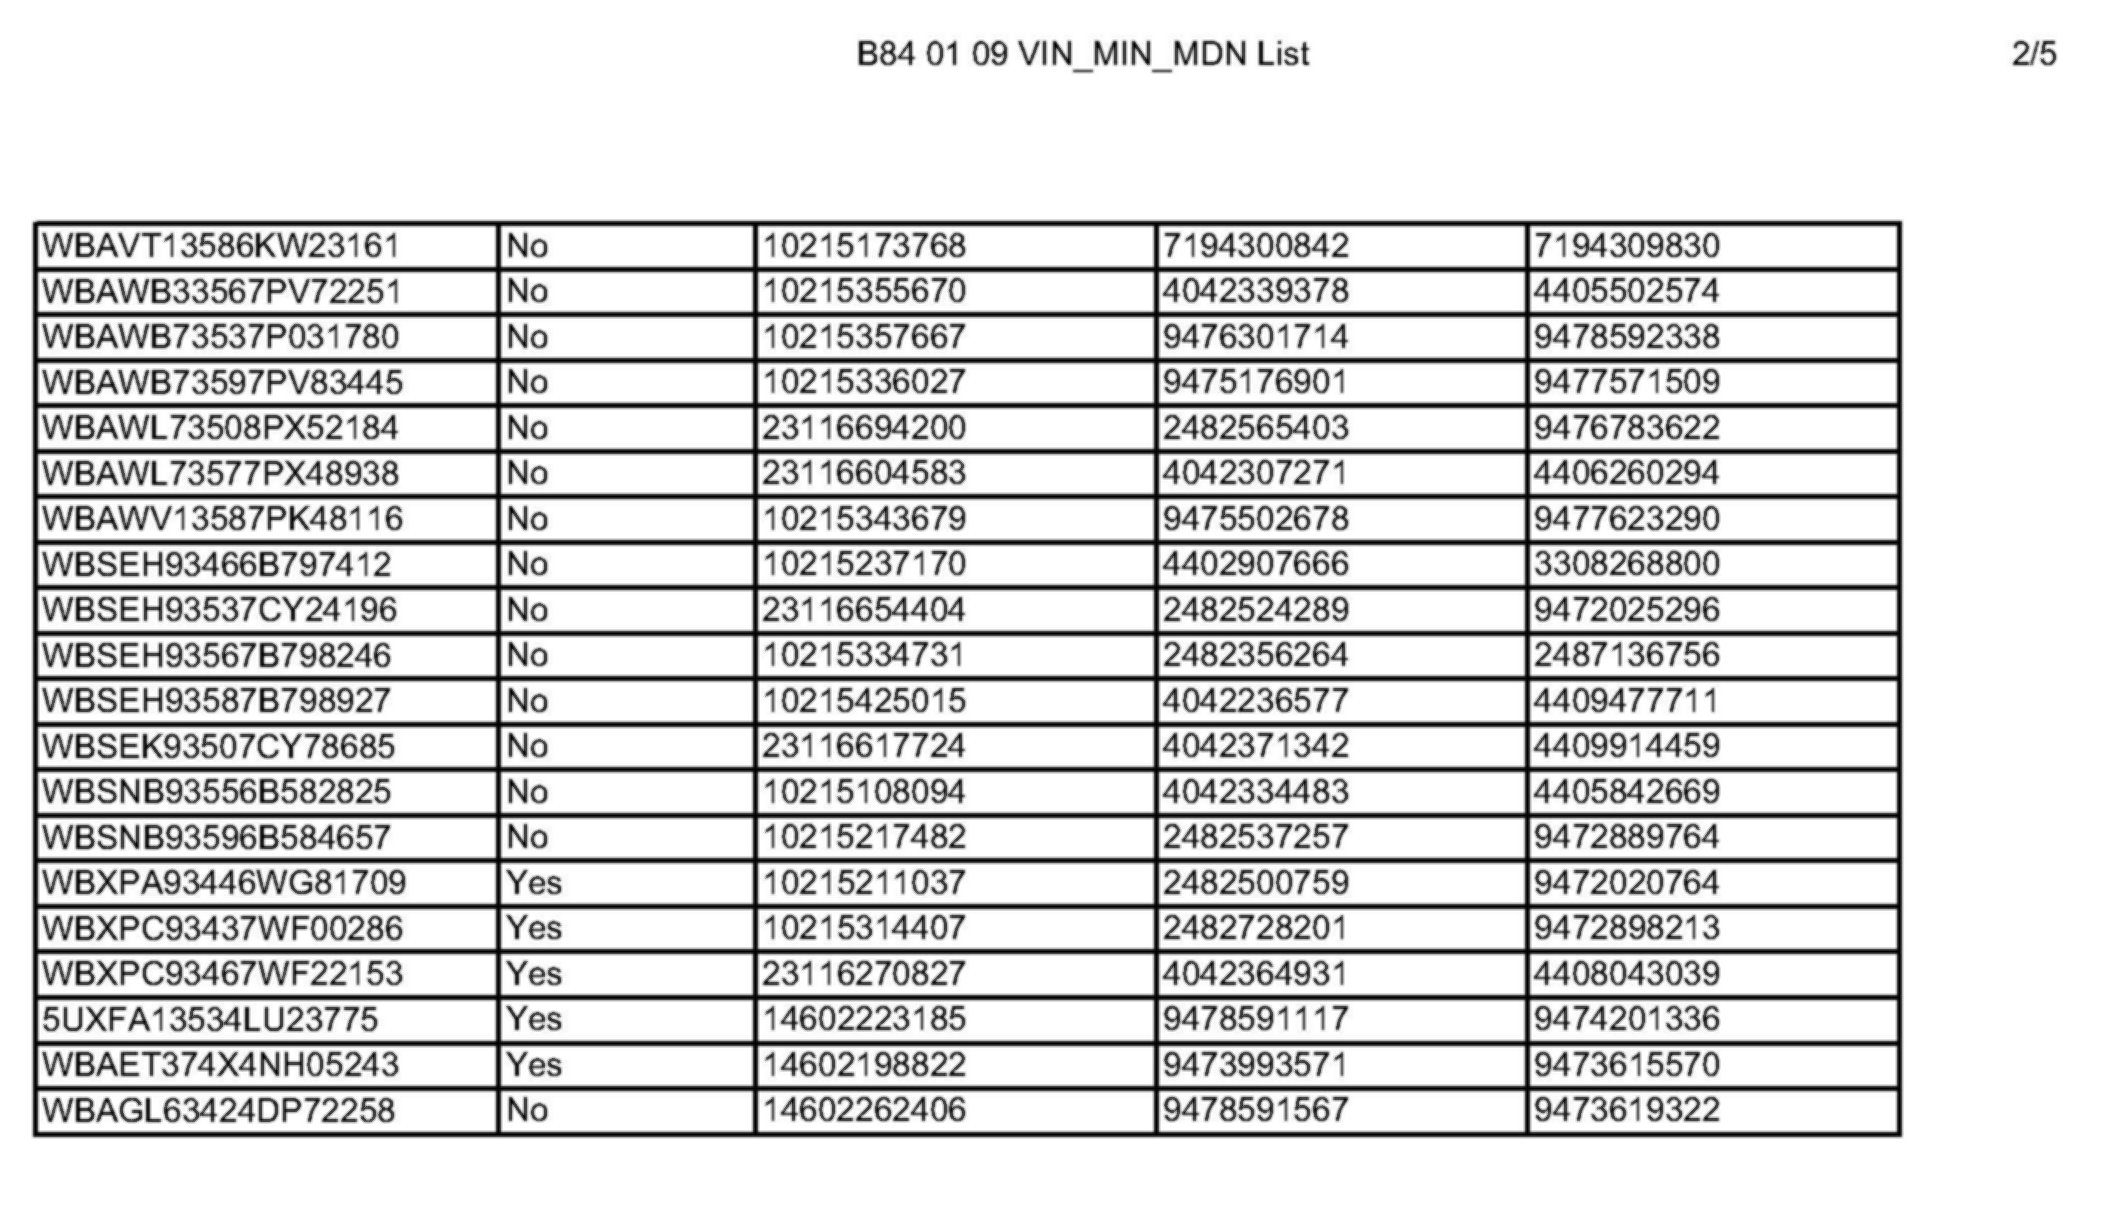 B84 01 09 VIN_MIN_MDN List 2/5
WBAVT13586KW23161 No 10215173768 7194300842 7194309830
WBAWB33567PV72251 No 10215355670 4042339378 4405502574
WBAWB73537P031780 No 10215357667 9476301714 9478592338
WBAWB73597PV83445 No 10215336027 9475176901 9477571509
WBAWL73508PX52184 No 23116694200 2482565403 9476783622
WBAWL73577PX48938 No 23116604583 4042307271 4406260294
WBAWV13587PK48116 No 10215343679 9475502678 9477623290
WBSEH93466B797412 No 10215237170 4402907666 3308268800
WBSEH93537CY24196 No 23116654404 2482524289 9472025296
WBSEH93567B798246 No 10215334731 2482356264 2487136756
WBSEH93587B798927 No 10215425015 4042236577 4409477711
WBSEK93507CY78685 No 23116617724 4042371342 4409914459
WBSNB93556B582825 No 10215108094 4042334483 4405842669
WBSNB93596B584657 No 10215217482 2482537257 9472889764
WBXPA93446WG81709 Yes 10215211037 2482500759 9472020764
WBXPC93437WF00286 Yes 10215314407 2482728201 9472898213
WBXPC93467WF22153 Yes 23116270827 4042364931 4408043039
5UXFA13534LU23775 Yes 14602223185 9478591117 9474201336
WBAET374X4NH05243 Yes 14602198822 9473993571 9473615570
WBAGL63424DP72258 No 14602262406 9478591567 9473619322